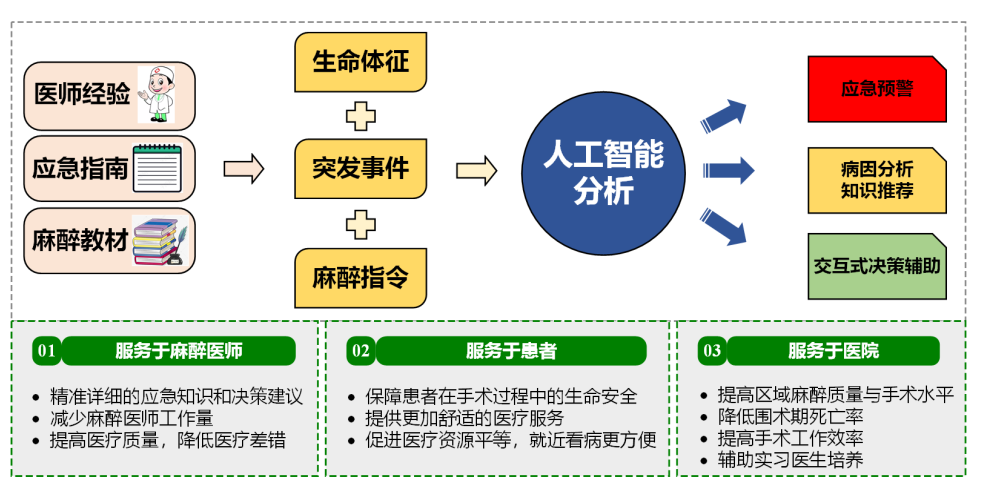 医师经验
应急指南
麻醉教材
生命体征
突发事件
麻醉指令
人工智能
分析
应急预警
病因分析
知识推荐
交互式决策辅助
01 服务于麻醉医师
• 精准详细的应急知识和决策建议
• 减少麻醉医师工作量
• 提高医疗质量，降低医疗差错
02 服务于患者
• 保障患者在手术过程中的生命安全
• 提供更加舒适的医疗服务
• 促进医疗资源平等，就近看病更方便
03 服务于医院
• 提高区域麻醉质量与手术水平
• 降低围术期死亡率
• 提高手术工作效率
• 辅助实习医生培养